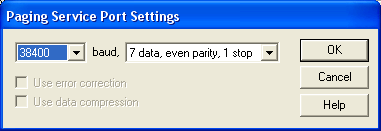 Paging Service Port Settings
38400 baud, 7 data, even parity, 1 stop
OK
Use error correction
Cancel
Use data compression
Help